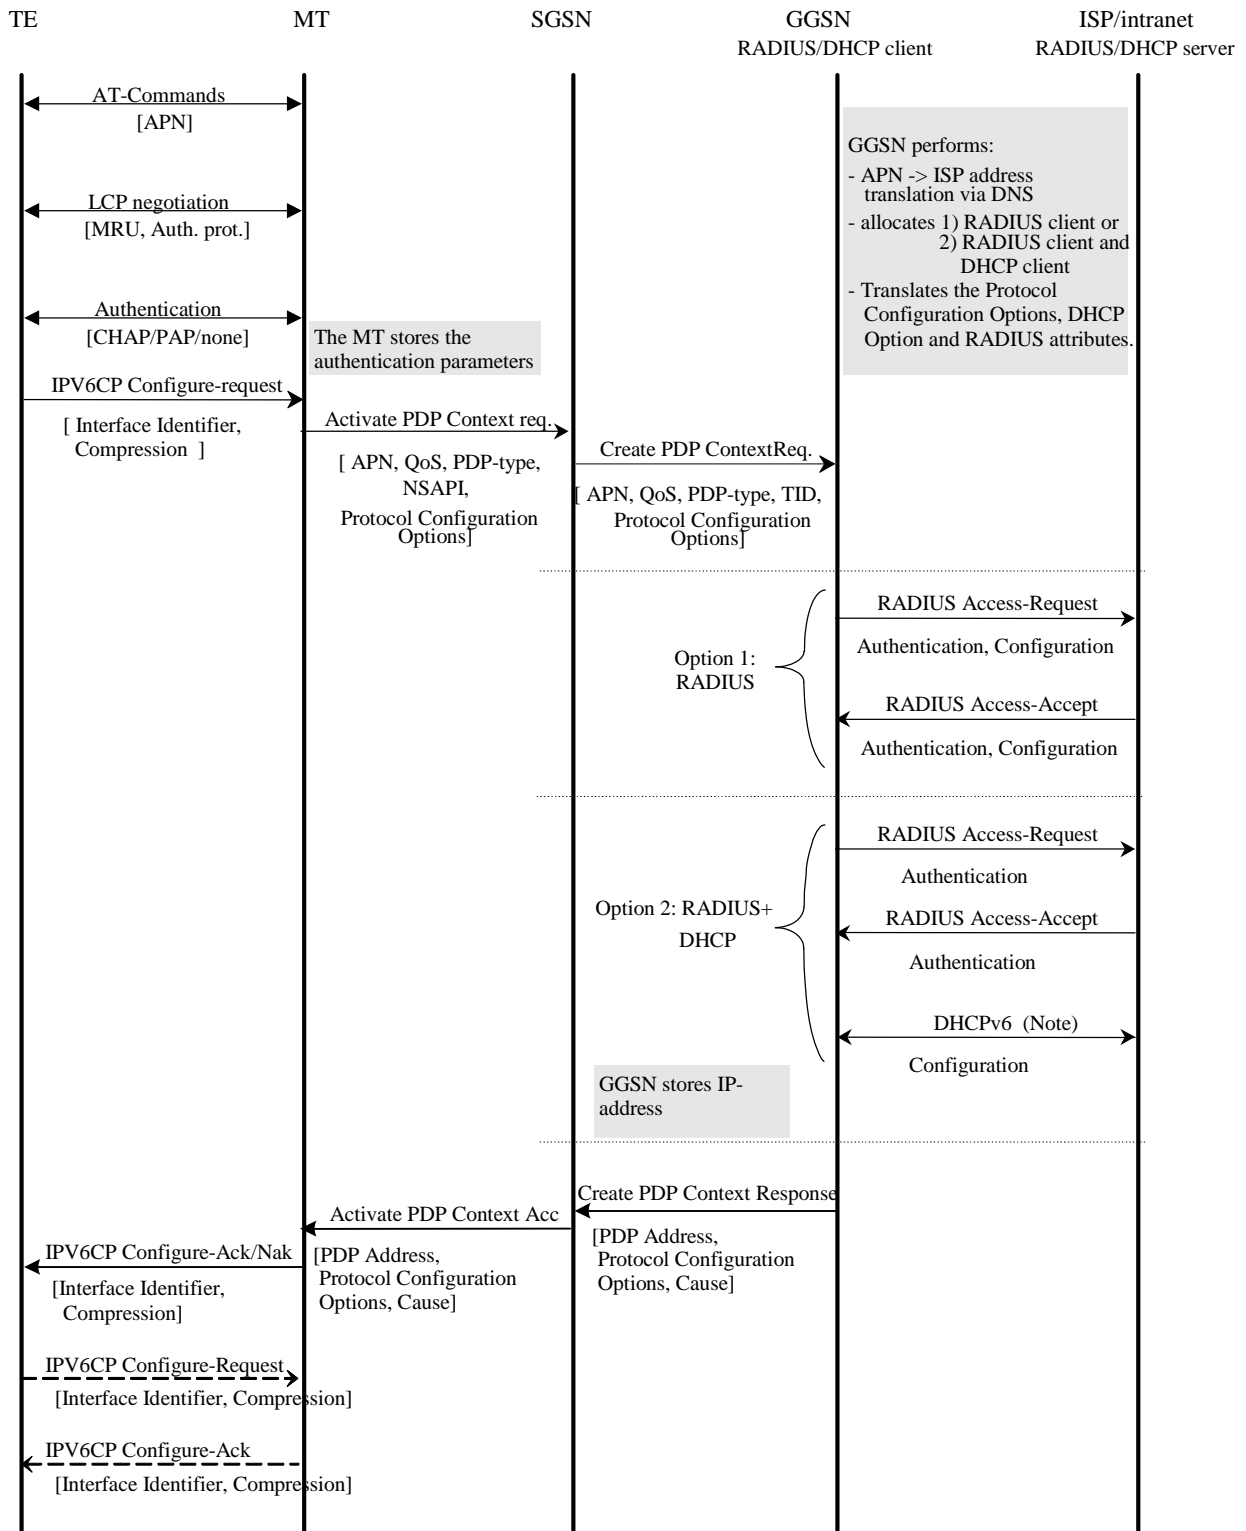 TE
MT
SGSN
GGSN
ISP/intranet
RADIUS/DHCP client
RADIUS/DHCP server
AT-Commands
[APN]
GGSN performs:
- APN -> ISP address
translation via DNS
- allocates 1) RADIUS client or
2) RADIUS client and
DHCP client
- Translates the Protocol
Configuration Options, DHCP
Option and RADIUS attributes.
LCP negotiation
[MRU, Auth. prot.]
Authentication
[CHAP/PAP/none]
The MT stores the
authentication parameters
IPV6CP Configure-request
[ Interface Identifier,
Compression ]
Activate PDP Context req.
[ APN, QoS, PDP-type,
NSAPI,
Protocol Configuration
Options]
Create PDP ContextReq.
[ APN, QoS, PDP-type, TID,
Protocol Configuration
Options]
RADIUS Access-Request
Authentication, Configuration
Option 1:
RADIUS
RADIUS Access-Accept
Authentication, Configuration
RADIUS Access-Request
Authentication
Option 2: RADIUS+
DHCP
RADIUS Access-Accept
Authentication
DHCPv6 (Note)
Configuration
GGSN stores IP-
address
Create PDP Context Response
[PDP Address,
Protocol Configuration
Options, Cause]
Activate PDP Context Acc
[PDP Address,
Protocol Configuration
Options, Cause]
IPV6CP Configure-Ack/Nak
[Interface Identifier,
Compression]
IPV6CP Configure-Request
[Interface Identifier, Compression]
IPV6CP Configure-Ack
[Interface Identifier, Compression]